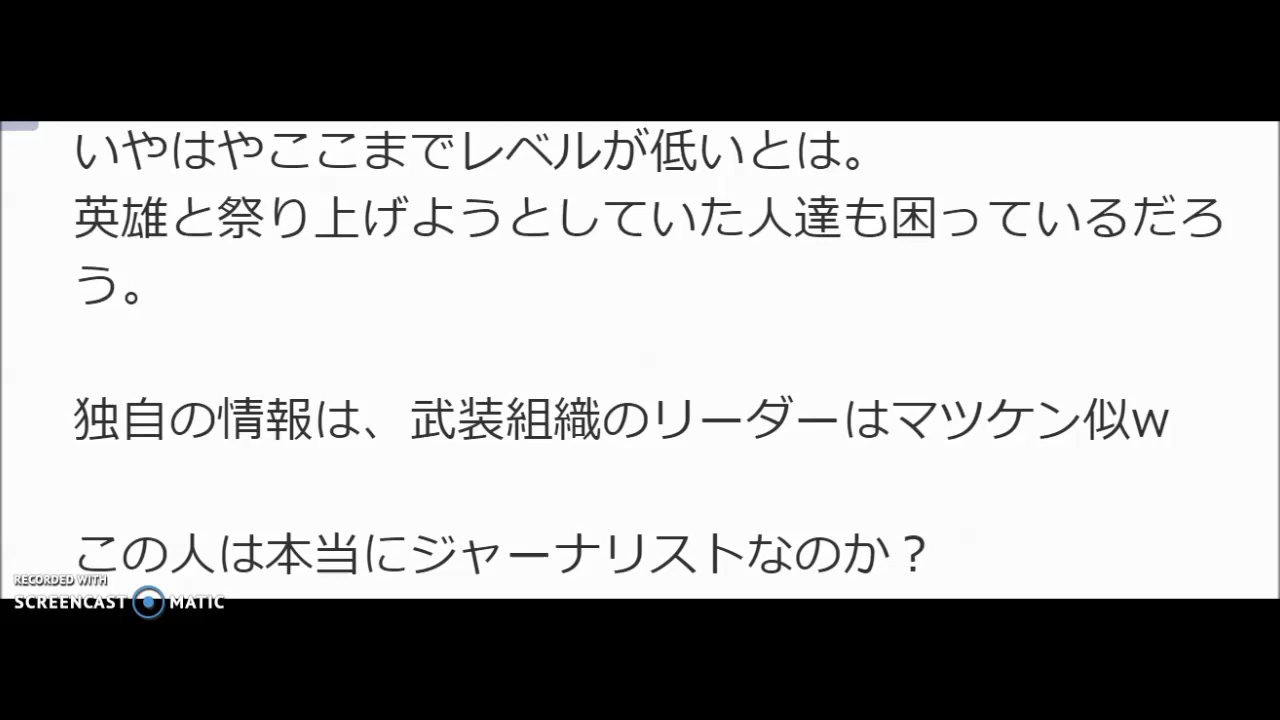 いやはやここまでレベルが低いとは。
英雄と祭り上げようとしていた人達も困っているだろ
う。
独自の情報は、武装組織のリーダーはマツケン似w
この人は本当にジャーナリストなのか？
RECORDED WITH
SCREENCAST MATIC